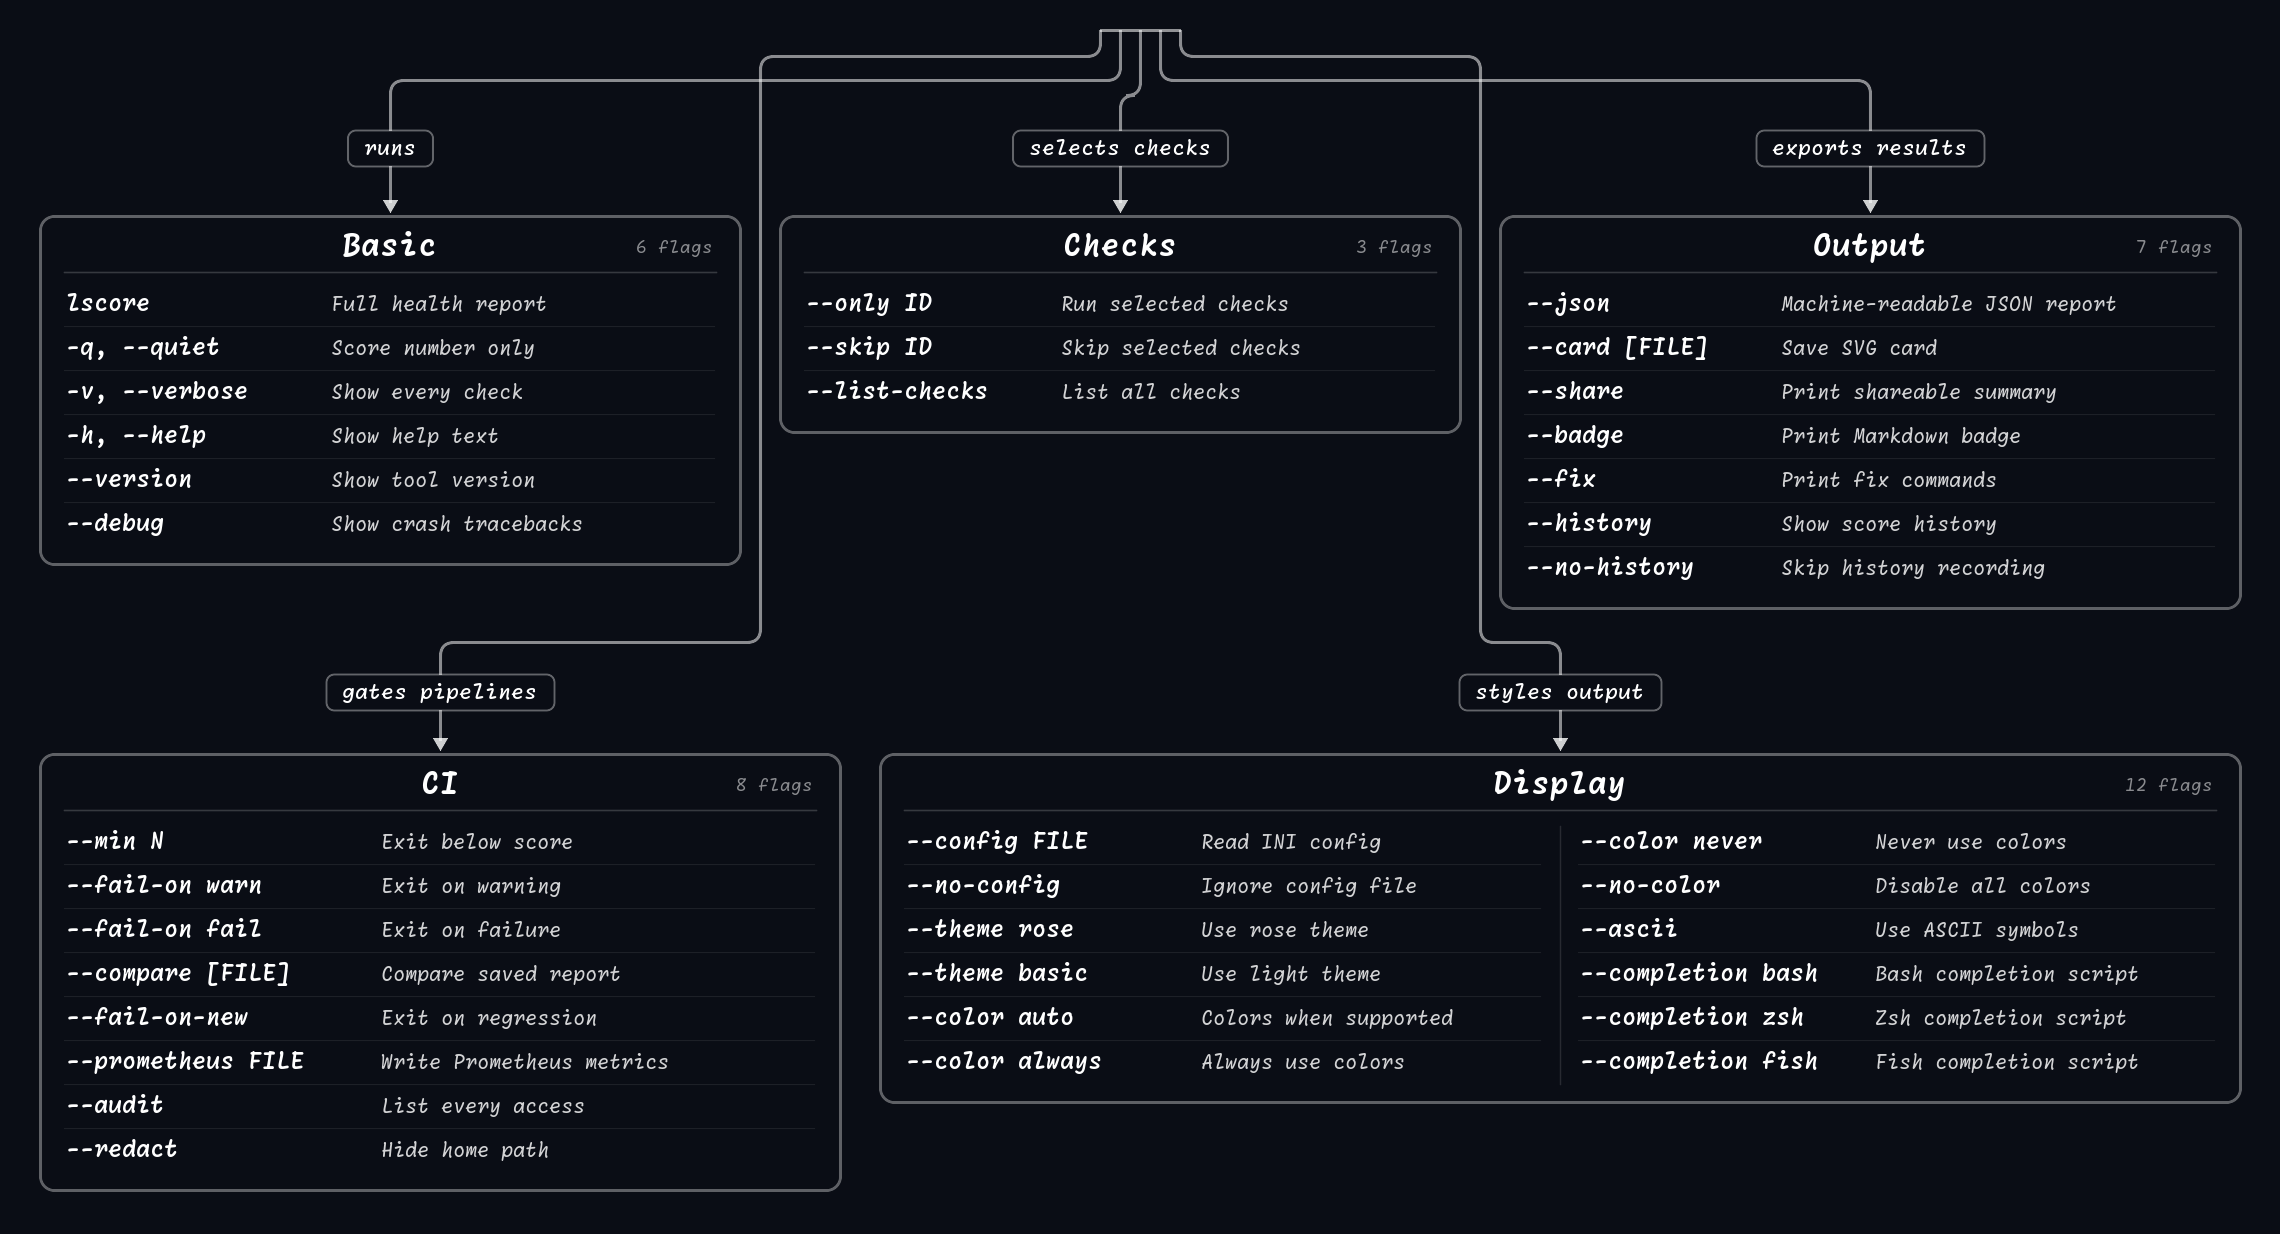 runs
selects checks
exports results
Basic 6 flags
lscore Full health report
-q, --quiet Score number only
-v, --verbose Show every check
-h, --help Show help text
--version Show tool version
--debug Show crash tracebacks
Checks 3 flags
--only ID Run selected checks
--skip ID Skip selected checks
--list-checks List all checks
Output 7 flags
--json Machine-readable JSON report
--card [FILE] Save SVG card
--share Print shareable summary
--badge Print Markdown badge
--fix Print fix commands
--history Show score history
--no-history Skip history recording
gates pipelines
styles output
CI 8 flags
--min N Exit below score
--fail-on warn Exit on warning
--fail-on fail Exit on failure
--compare [FILE] Compare saved report
--fail-on-new Exit on regression
--prometheus FILE Write Prometheus metrics
--audit List every access
--redact Hide home path
Display 12 flags
--config FILE Read INI config
--no-config Ignore config file
--theme rose Use rose theme
--theme basic Use light theme
--color auto Colors when supported
--color always Always use colors
--color never Never use colors
--no-color Disable all colors
--ascii Use ASCII symbols
--completion bash Bash completion script
--completion zsh Zsh completion script
--completion fish Fish completion script